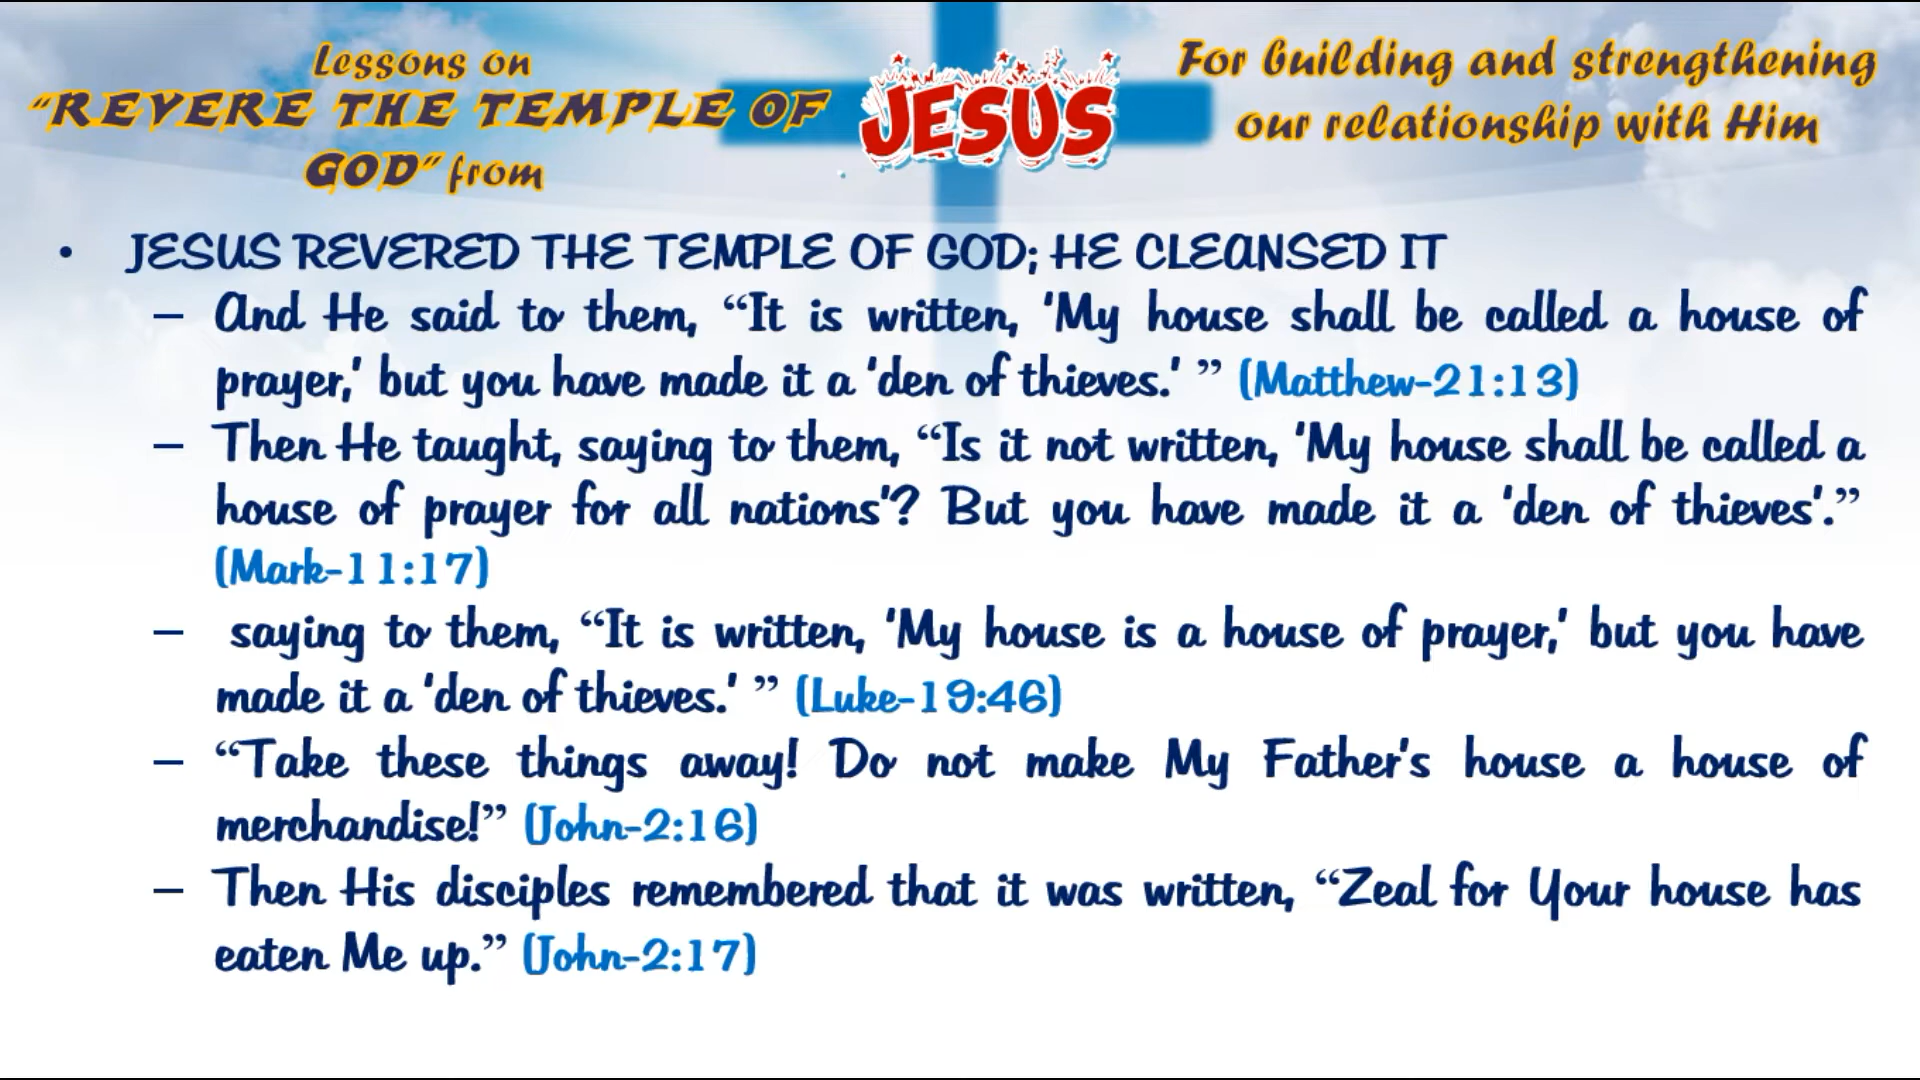 Lessons on
“REVERE THE TEMPLE OF
GOD” from
JESUS
For building and strengthening
our relationship with Him
• JESUS REVERED THE TEMPLE OF GOD; HE CLEANSED IT
– And He said to them, “It is written, ‘My house shall be called a house of
prayer,’ but you have made it a ‘den of thieves.’ ” (Matthew-21:13)
– Then He taught, saying to them, “Is it not written, ‘My house shall be called a
house of prayer for all nations’? But you have made it a ‘den of thieves’.”
(Mark-11:17)
– saying to them, “It is written, ‘My house is a house of prayer,’ but you have
made it a ‘den of thieves.’ ” (Luke-19:46)
– “Take these things away! Do not make My Father’s house a house of
merchandise!” (John-2:16)
– Then His disciples remembered that it was written, “Zeal for Your house has
eaten Me up.” (John-2:17)